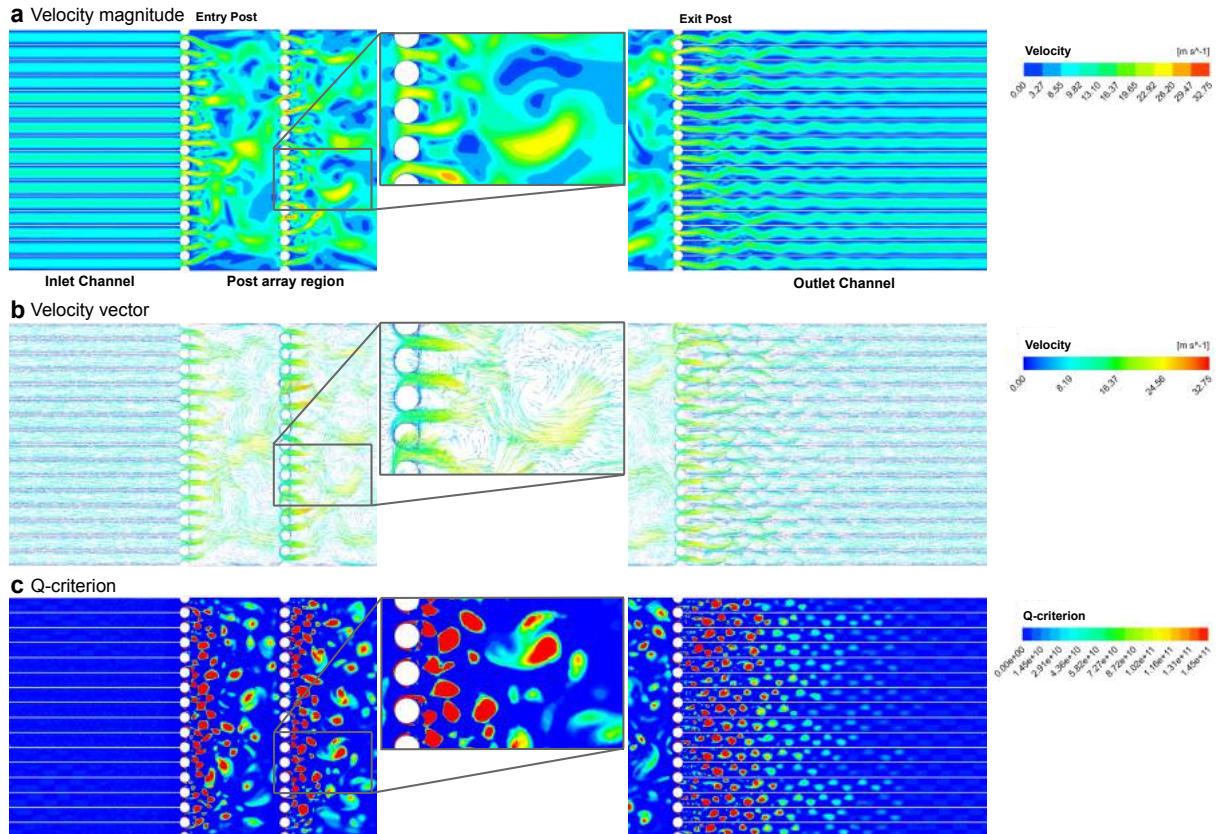 a Velocity magnitude
Entry Post
Exit Post
Velocity [m s^-1]
0.00 3.27 6.55 9.82 13.10 16.37 19.65 22.92 26.20 29.47 32.75
Inlet Channel
Post array region
Outlet Channel
b Velocity vector
Velocity [m s^-1]
0.00 8.19 16.37 24.56 32.75
c Q-criterion
Q-criterion
0.00e+00 1.45e+10 2.91e+10 4.36e+10 5.82e+10 7.27e+10 8.72e+10 1.02e+11 1.16e+11 1.31e+11 1.45e+11